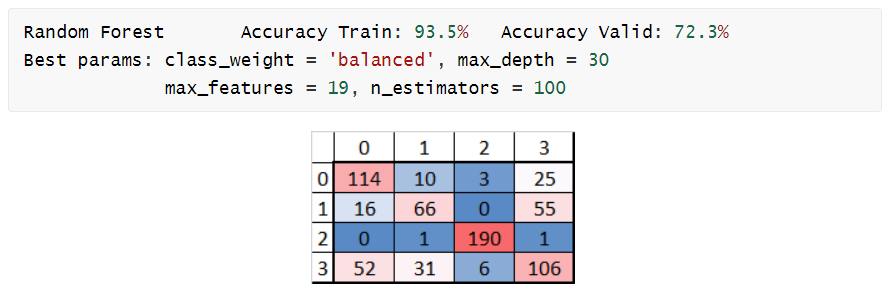 Random Forest Accuracy Train: 93.5% Accuracy Valid: 72.3%
Best params: class_weight = 'balanced', max_depth = 30
max_features = 19, n_estimators = 100
0 1 2 3
0 114 10 3 25
1 16 66 0 55
2 0 1 190 1
3 52 31 6 106